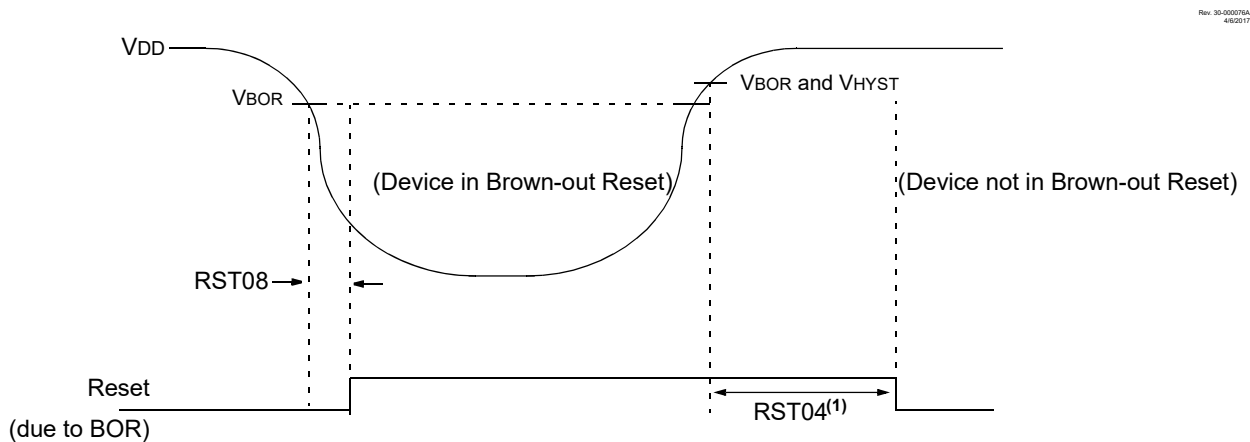 Rev. 30-000076A
4/6/2017
VDD
VBOR and VHYST
VBOR
(Device in Brown-out Reset)
(Device not in Brown-out Reset)
RST08
Reset
(due to BOR)
RST04(1)